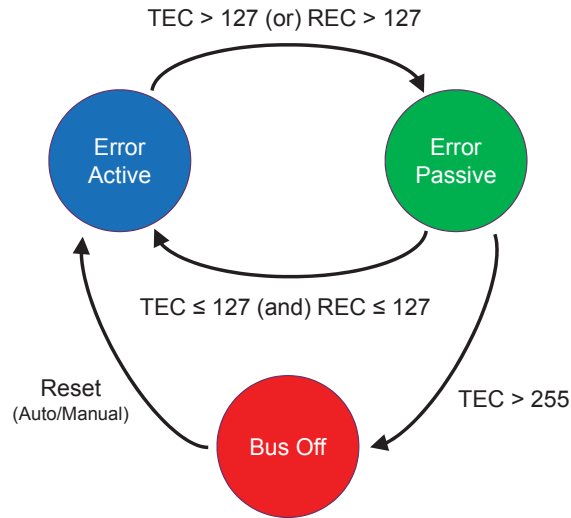 TEC > 127 (or) REC > 127
Error
Active
Error
Passive
TEC ≤ 127 (and) REC ≤ 127
Reset
(Auto/Manual)
TEC > 255
Bus Off